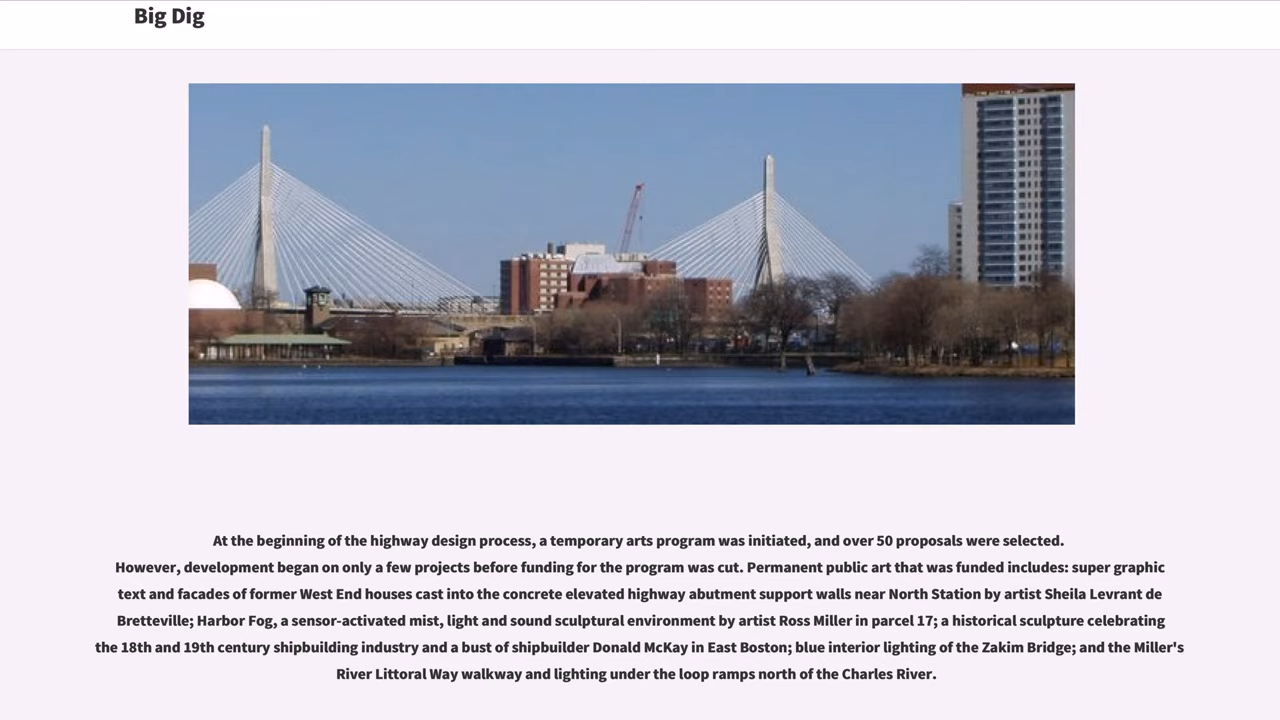 Big Dig
At the beginning of the highway design process, a temporary arts program was initiated, and over 50 proposals were selected.
However, development began on only a few projects before funding for the program was cut. Permanent public art that was funded includes: super graphic
text and facades of former West End houses cast into the concrete elevated highway abutment support walls near North Station by artist Sheila Levrant de
Bretteville; Harbor Fog, a sensor-activated mist, light and sound sculptural environment by artist Ross Miller in parcel 17; a historical sculpture celebrating
the 18th and 19th century shipbuilding industry and a bust of shipbuilder Donald McKay in East Boston; blue interior lighting of the Zakim Bridge; and the Miller's
River Littoral Way walkway and lighting under the loop ramps north of the Charles River.